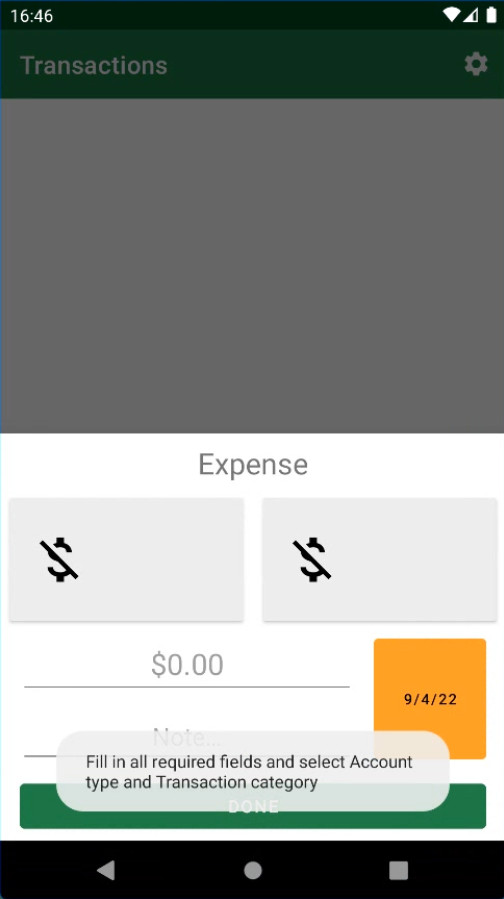 16:46
Transactions
Expense
$0.00
9/4/22
Note...
Fill in all required fields and select Account
type and Transaction category
DONE